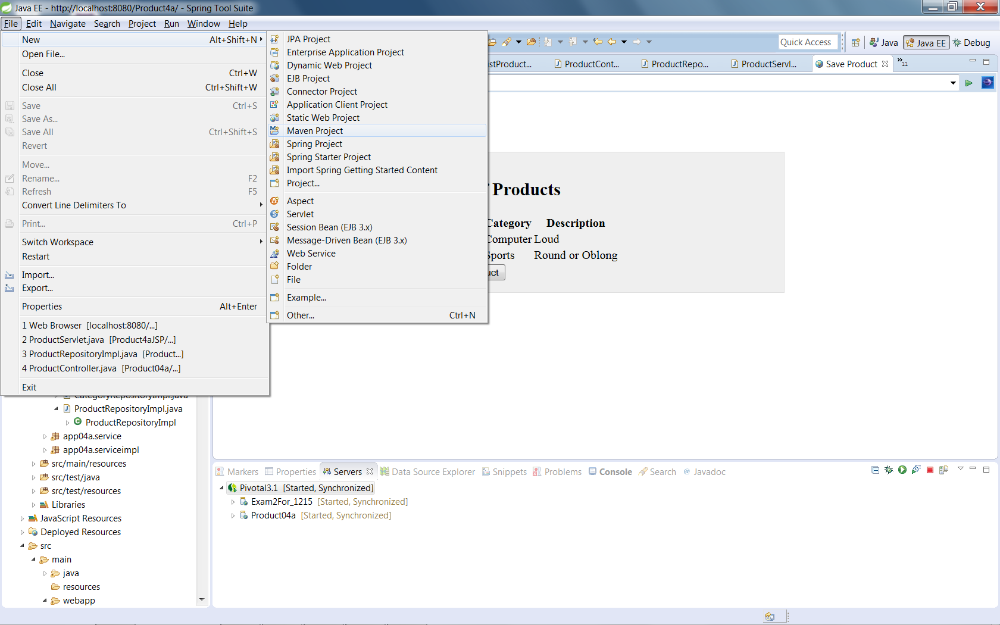 Java EE - http://localhost:8080/Product4a/ - Spring Tool Suite
File Edit Navigate Search Project Run Window Help
New Alt+Shift+N
Open File...
Close Ctrl+W
Close All Ctrl+Shift+W
Save Ctrl+S
Save As...
Save All Ctrl+Shift+S
Revert
Move...
Rename... F2
Refresh F5
Convert Line Delimiters To
Print... Ctrl+P
Switch Workspace
Restart
Import...
Export...
Properties Alt+Enter
1 Web Browser [localhost:8080/...]
2 ProductServlet.java [Product4aJSP/...]
3 ProductRepositoryImpl.java [Product...]
4 ProductController.java [Product04a/...]
Exit
JPA Project
Enterprise Application Project
Dynamic Web Project
EJB Project
Connector Project
Application Client Project
Static Web Project
Maven Project
Spring Project
Spring Starter Project
Import Spring Getting Started Content
Project...
Aspect
Servlet
Session Bean (EJB 3.x)
Message-Driven Bean (EJB 3.x)
Web Service
Folder
File
Example...
Other... Ctrl+N
Quick Access Java Java EE Debug
istProduct... ProductCont... ProductRepo... ProductServl... Save Product 11
Products
Category Description
Computer Loud
Sports Round or Oblong
uct
CategoryRepositoryImpl.java
ProductRepositoryImpl.java
ProductRepositoryImpl
app04a.service
app04a.serviceimpl
src/main/resources
src/test/java
src/test/resources
Libraries
JavaScript Resources
Deployed Resources
src
main
java
resources
webapp
Markers Properties Servers Data Source Explorer Snippets Problems Console Search Javadoc
Pivotal3.1 [Started, Synchronized]
Exam2For_1215 [Started, Synchronized]
Product04a [Started, Synchronized]